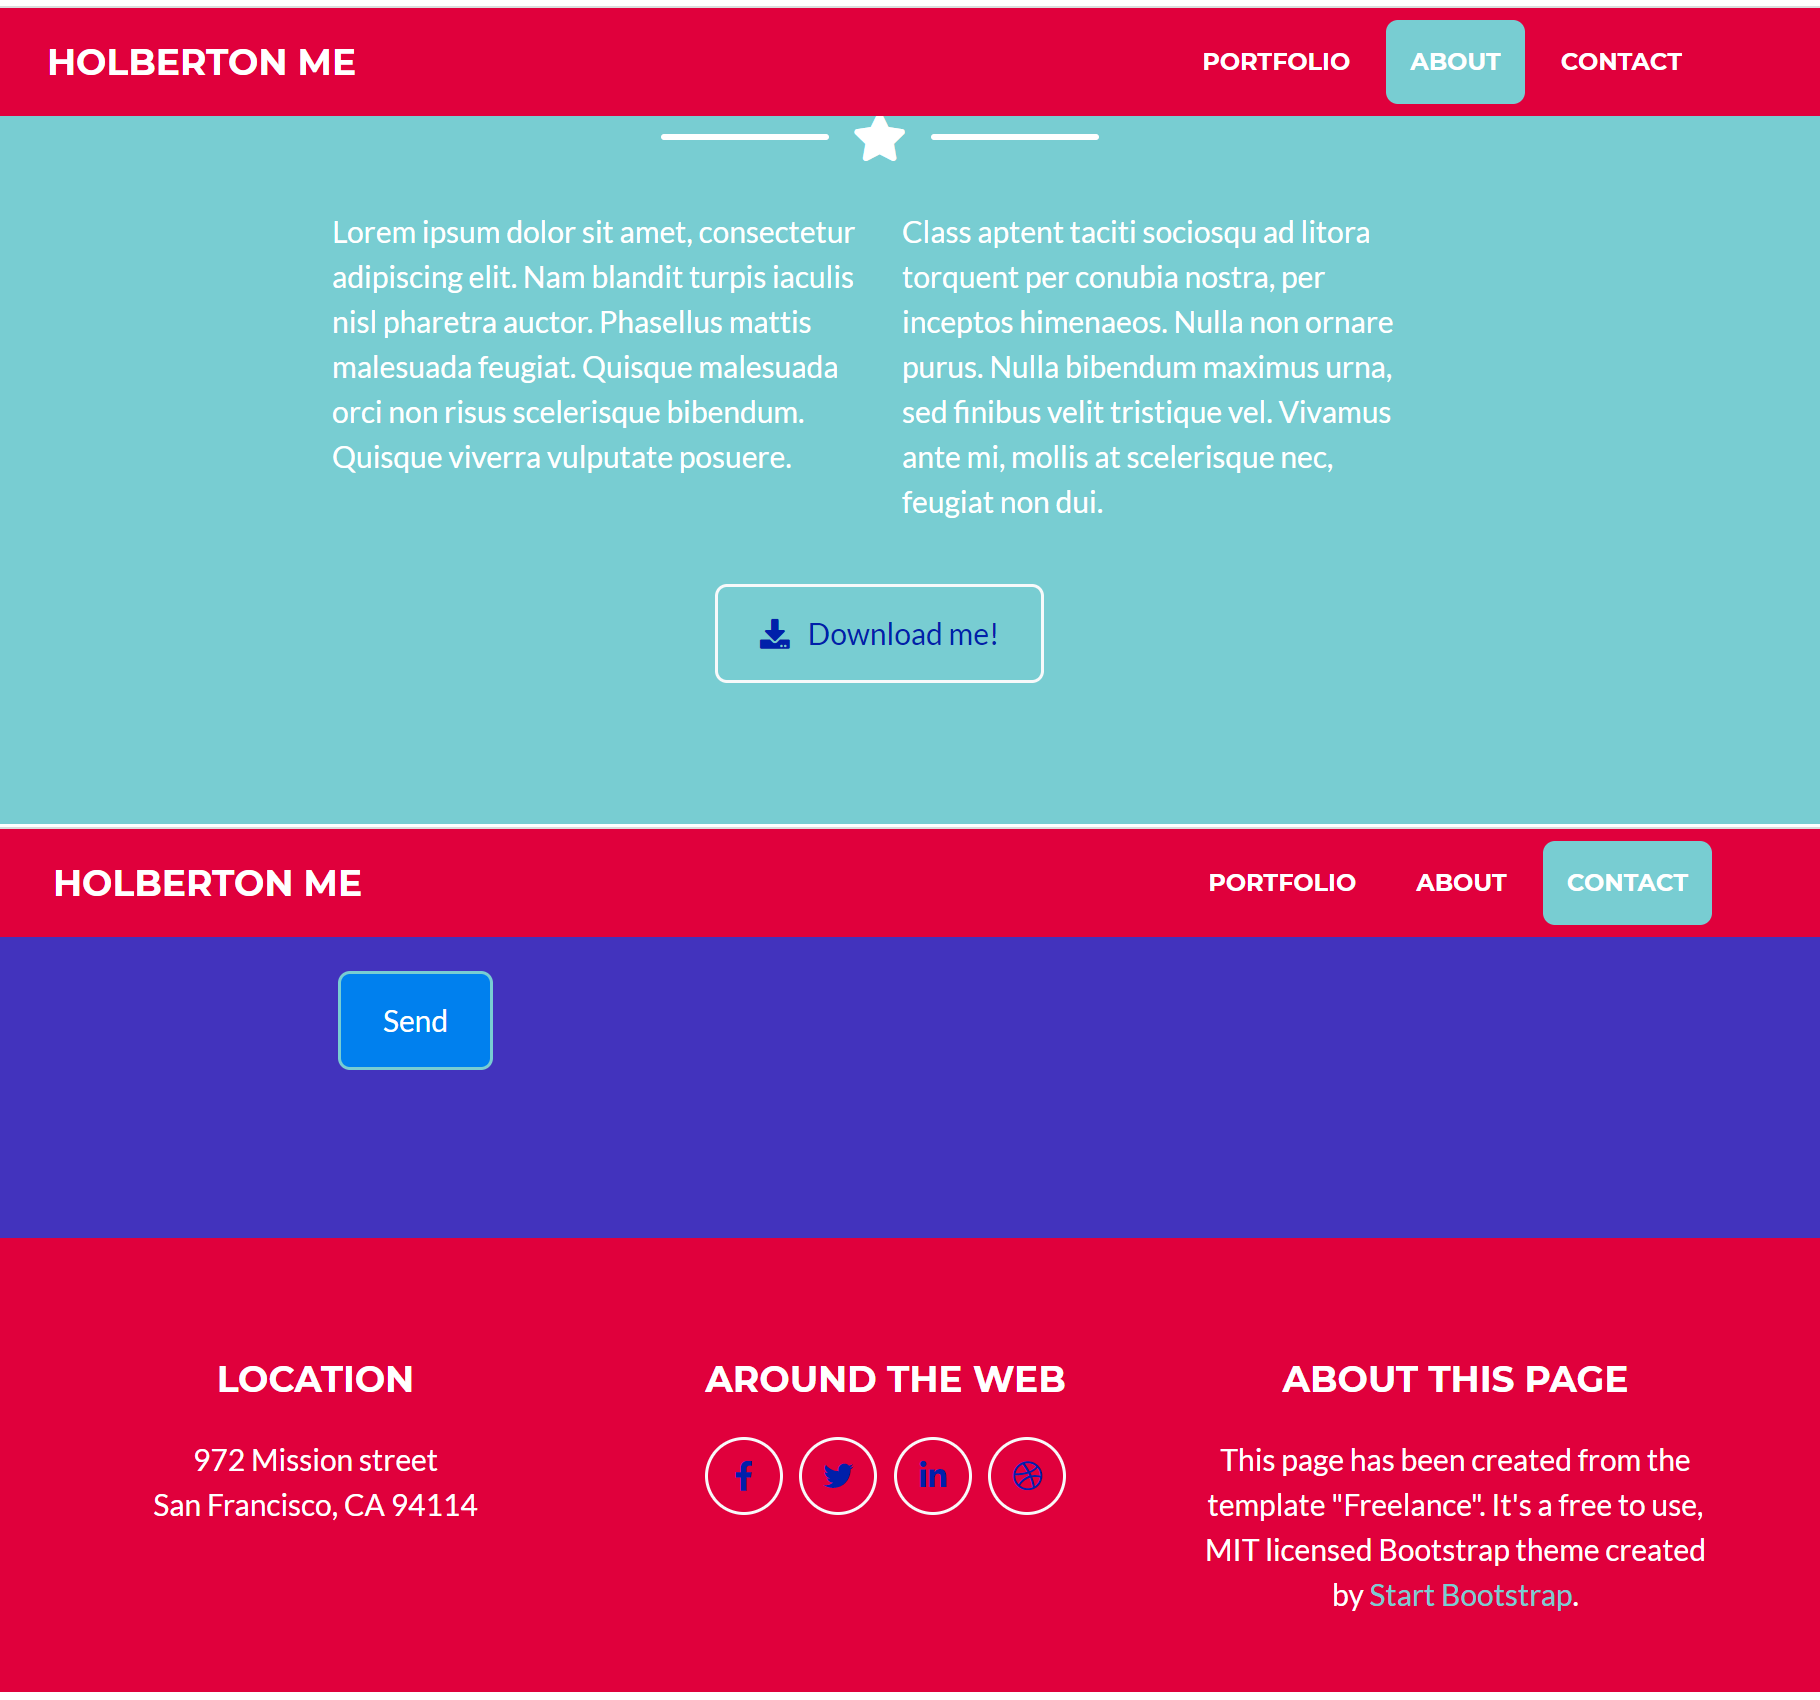 HOLBERTON ME
PORTFOLIO ABOUT CONTACT
Lorem ipsum dolor sit amet, consectetur
adipiscing elit. Nam blandit turpis iaculis
nisl pharetra auctor. Phasellus mattis
malesuada feugiat. Quisque malesuada
orci non risus scelerisque bibendum.
Quisque viverra vulputate posuere.
Class aptent taciti sociosqu ad litora
torquent per conubia nostra, per
inceptos himenaeos. Nulla non ornare
purus. Nulla bibendum maximus urna,
sed finibus velit tristique vel. Vivamus
ante mi, mollis at scelerisque nec,
feugiat non dui.
Download me!
HOLBERTON ME
PORTFOLIO ABOUT CONTACT
Send
LOCATION
972 Mission street
San Francisco, CA 94114
AROUND THE WEB
ABOUT THIS PAGE
This page has been created from the
template "Freelance". It's a free to use,
MIT licensed Bootstrap theme created
by Start Bootstrap.